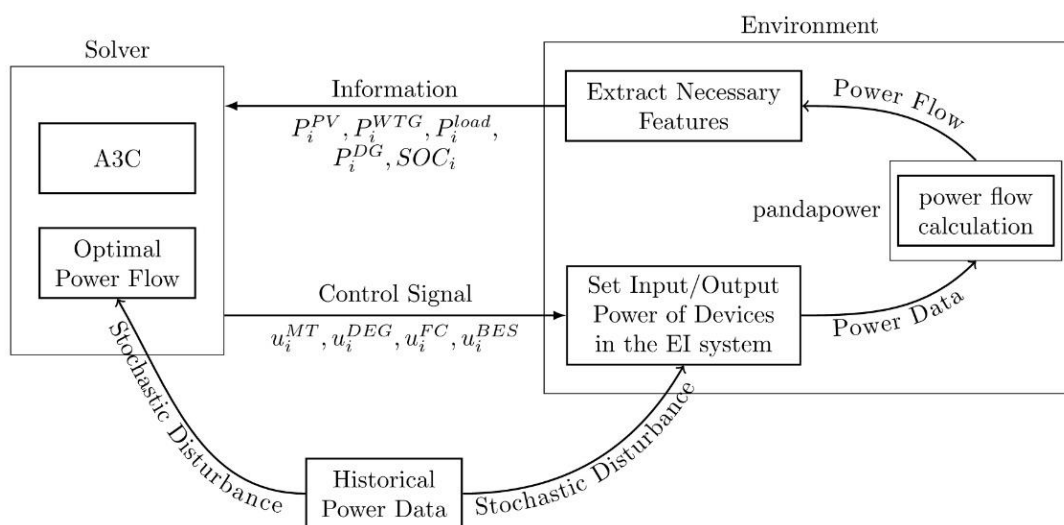 Solver
A3C
Optimal
Power Flow
Information
$P_i^{PV}, P_i^{WTG}, P_i^{load},$
$P_i^{DG}, SOC_i$
Control Signal
$u_i^{MT}, u_i^{DEG}, u_i^{FC}, u_i^{BES}$
Environment
Extract Necessary
Features
Power Flow
pandapower
power flow
calculation
Set Input/Output
Power of Devices
in the EI system
Power Data
Stochastic Disturbance
Historical
Power Data
Stochastic Disturbance